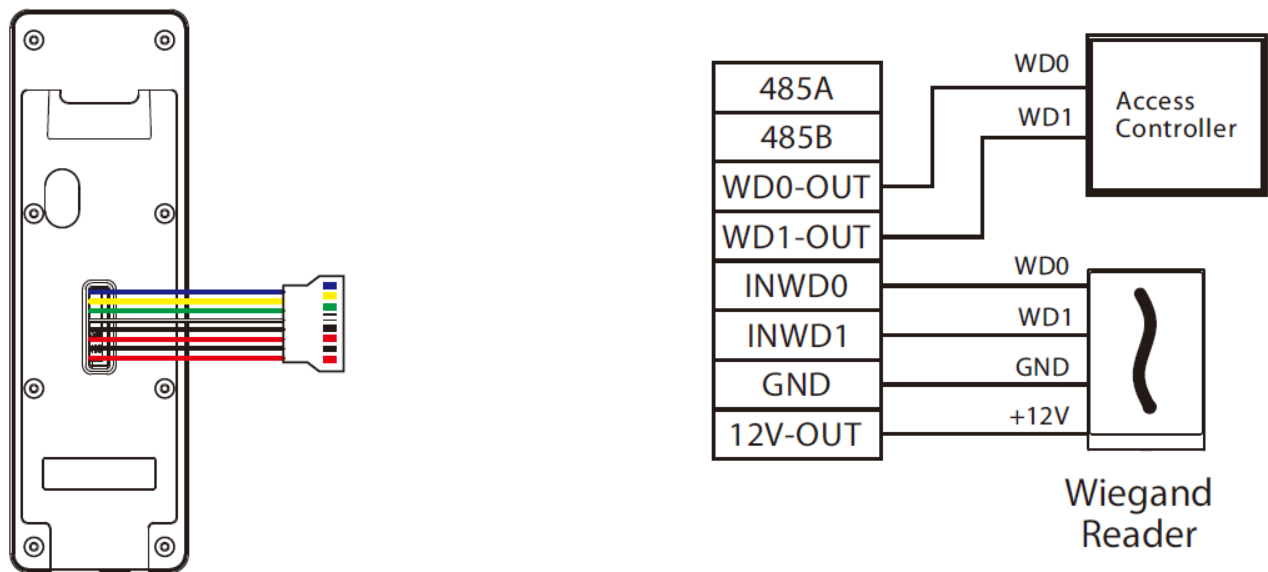 485A
485B
WD0-OUT
WD1-OUT
INWD0
INWD1
GND
12V-OUT
WD0
WD1
Access
Controller
WD0
WD1
GND
+12V
Wiegand
Reader